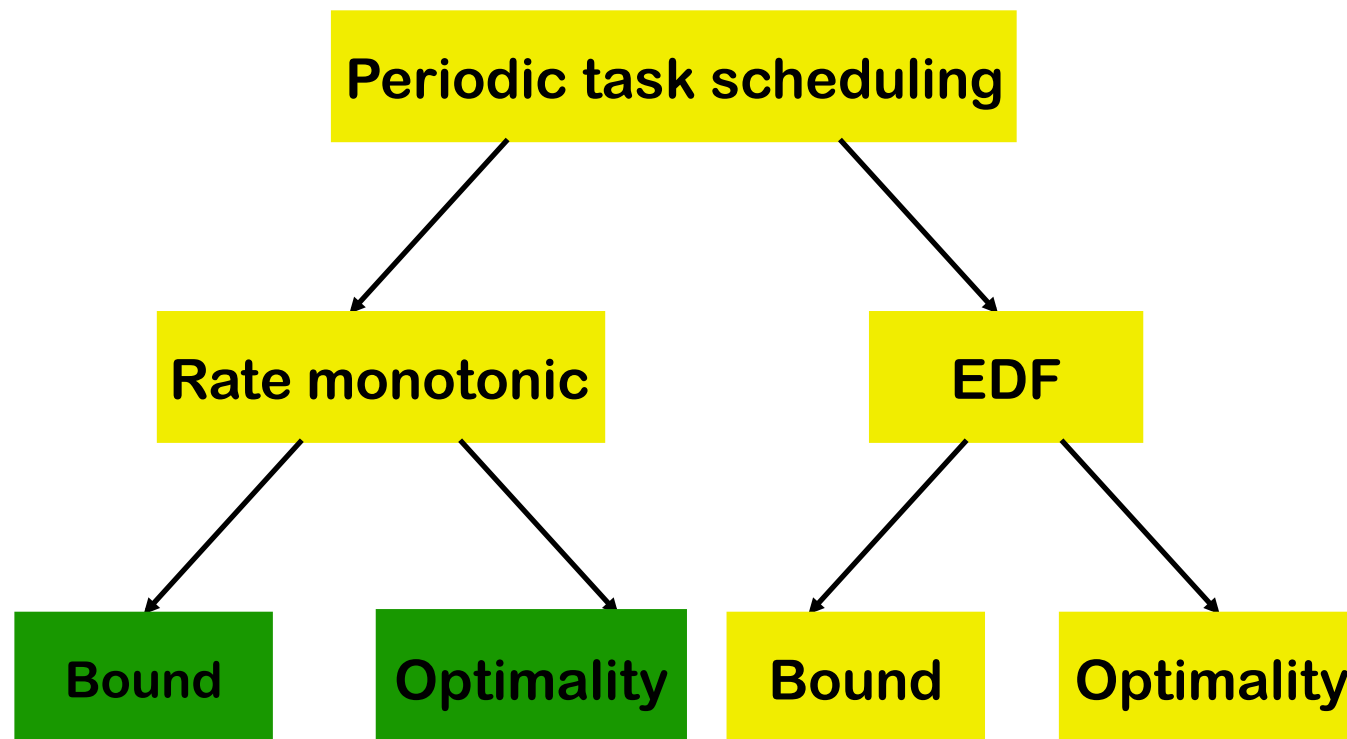 Periodic task scheduling
Rate monotonic
EDF
Bound
Optimality
Bound
Optimality